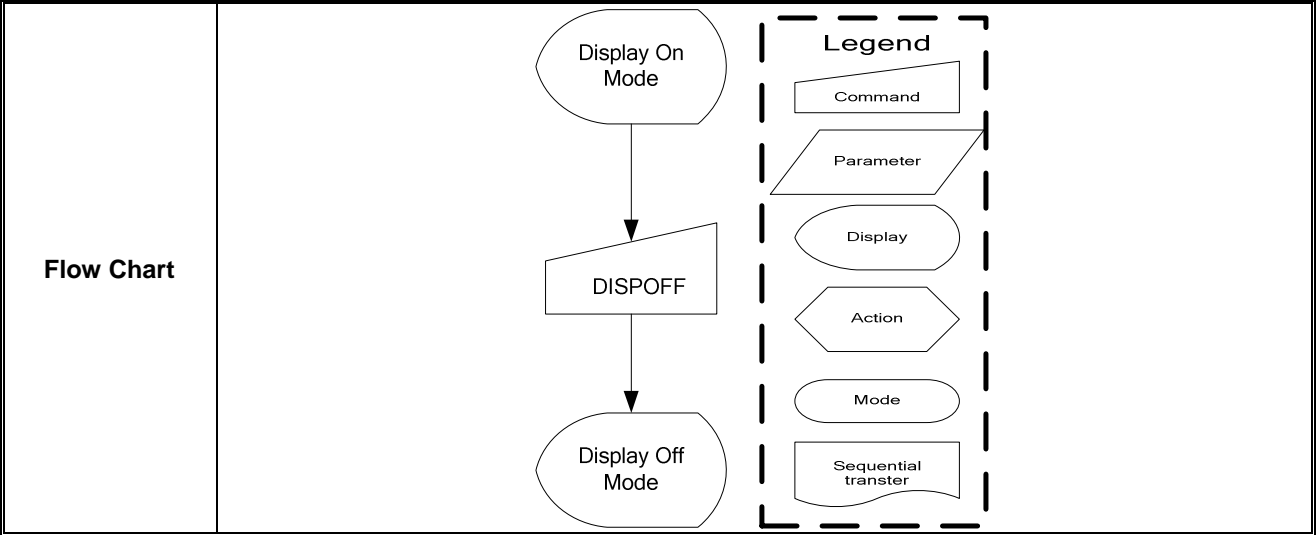 Flow Chart
Display On
Mode
DISPOFF
Display Off
Mode
Legend
Command
Parameter
Display
Action
Mode
Sequential
transter